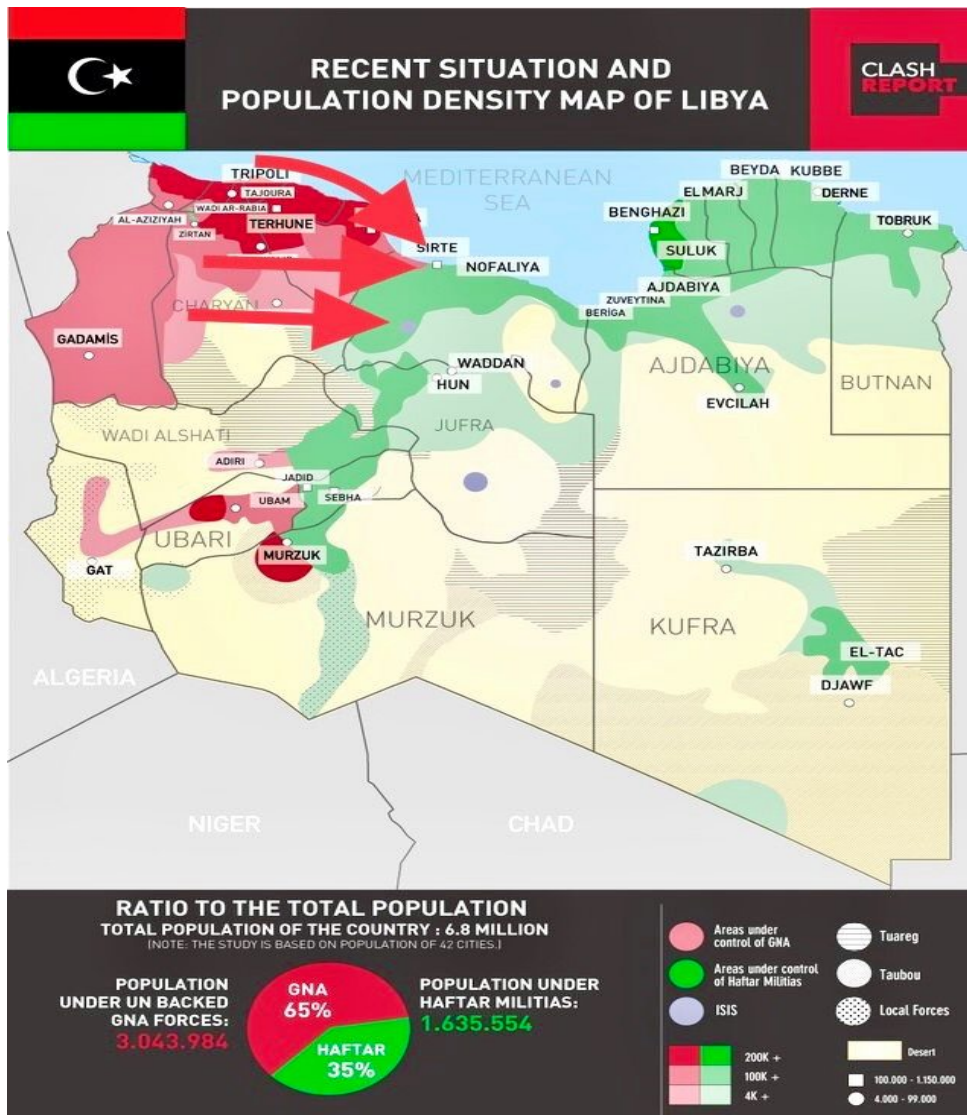 RECENT SITUATION AND
POPULATION DENSITY MAP OF LIBYA
CLASH
REPORT
MEDITERRANEAN
SEA
TRIPOLI
TAJOURA
WADI AR-RABIA
AL-AZIZIYAH
TERHUNE
ZİRTAN
SIRTE
NOFALIYA
BENGHAZI
SULUK
ELMARJ
BEYDA
KUBBE
DERNE
TOBRUK
AJDABIYA
ZUVEYTINA
BERİGA
CHARYAN
GADAMİS
WADDAN
HUN
JUFRA
AJDABIYA
EVCILAH
BUTNAN
WADI ALSHATI
ADIRI
JADID
UBAM
SEBHA
UBARI
MURZUK
GAT
MURZUK
TAZIRBA
KUFRA
EL-TAC
DJAWF
ALGERIA
NIGER
CHAD
RATIO TO THE TOTAL POPULATION
TOTAL POPULATION OF THE COUNTRY : 6.8 MILLION
(NOTE: THE STUDY IS BASED ON POPULATION OF 42 CITIES.)
POPULATION
UNDER UN BACKED
GNA FORCES:
3.043.984
GNA
65%
HAFTAR
35%
POPULATION UNDER
HAFTAR MILITIAS:
1.635.554
Areas under
control of GNA
Areas under control
of Haftar Militias
ISIS
Tuareg
Taubou
Local Forces
200K +
100K +
4K +
Desert
100.000 - 1.150.000
4.000 - 99.000